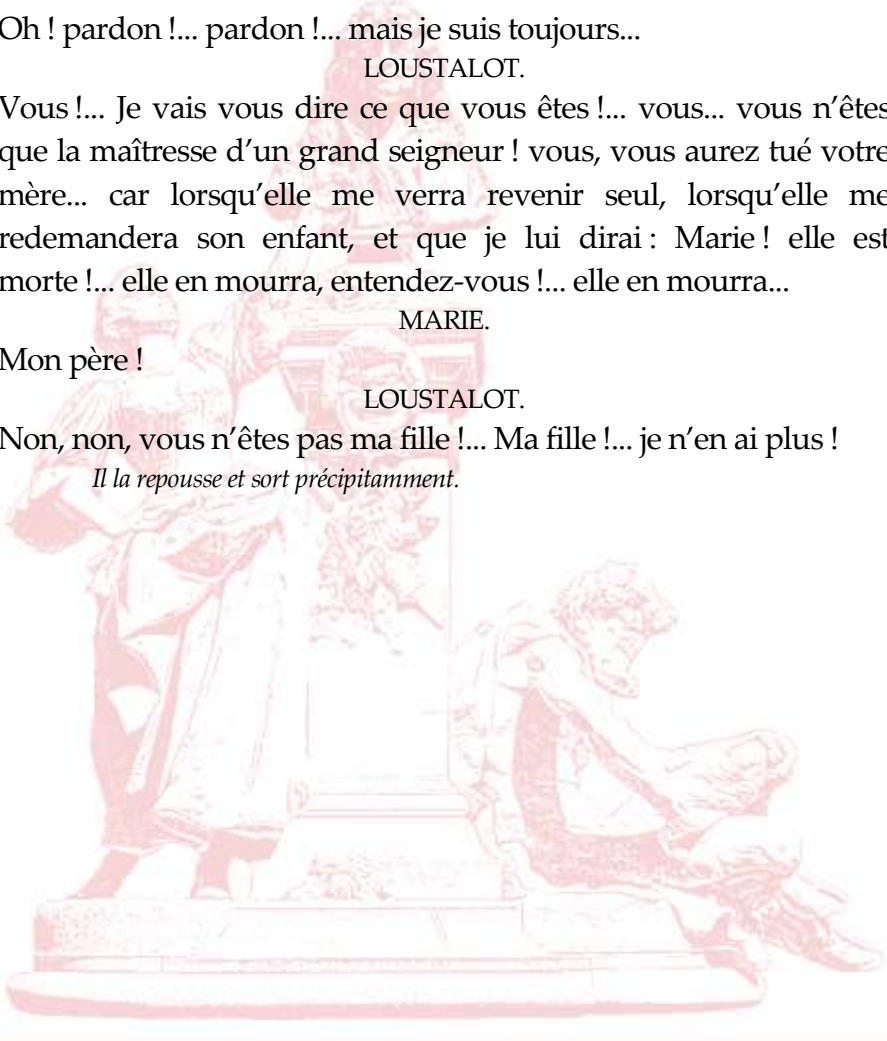 Oh ! pardon !... pardon !... mais je suis toujours...
LOUSTALOT.
Vous !... Je vais vous dire ce que vous êtes !... vous... vous n’êtes
que la maîtresse d’un grand seigneur ! vous, vous aurez tué votre
mère... car lorsqu’elle me verra revenir seul, lorsqu’elle me
redemandera son enfant, et que je lui dirai : Marie ! elle est
morte !... elle en mourra, entendez-vous !... elle en mourra...
MARIE.
Mon père !
LOUSTALOT.
Non, non, vous n’êtes pas ma fille !... Ma fille !... je n’en ai plus !
Il la repousse et sort précipitamment.